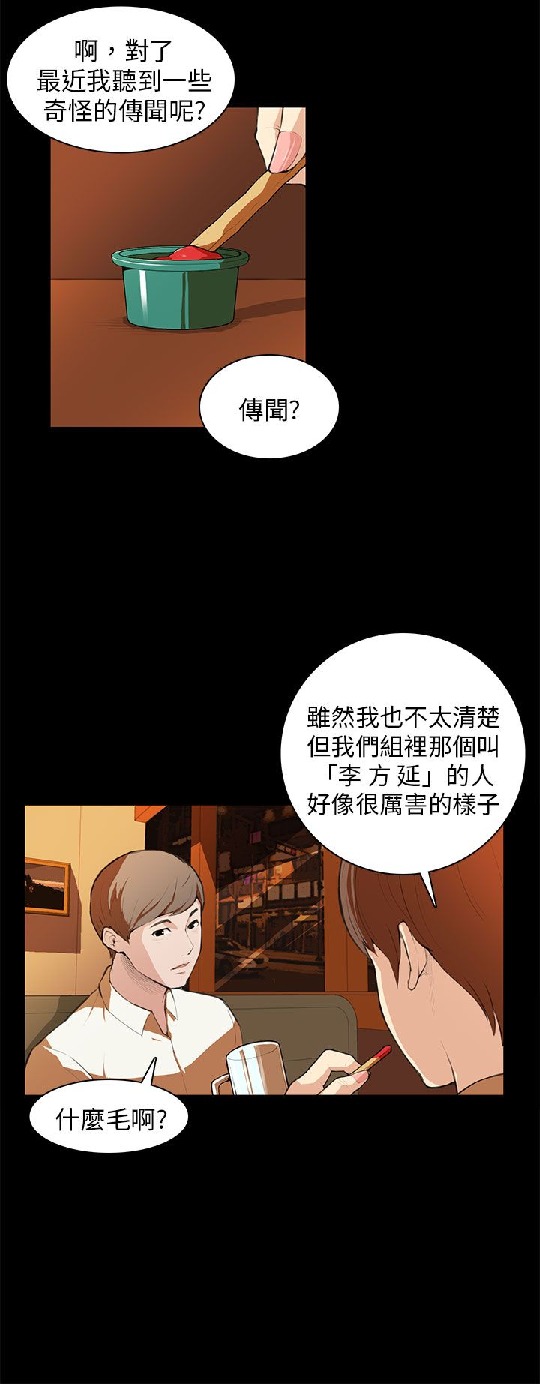 啊，對了
最近我聽到一些
奇怪的傳聞呢?
傳聞?
雖然我也不太清楚
但我們組裡那個叫
「李方延」的人
好像很厲害的樣子
什麼毛啊?